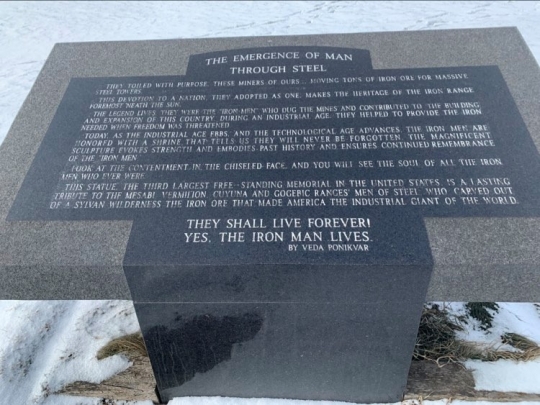 THE EMERGENCE OF MAN
THROUGH STEEL
THEY TOILED WITH PURPOSE, THESE MINERS OF OURS... MOVING TONS OF IRON ORE FOR MASSIVE
STEEL TOWERS.
THIS DEVOTION TO A NATION, THEY ADOPTED AS ONE, MAKES THE HERITAGE OF THE IRON RANGE
FOREMOST NEATH THE SUN.
THE LEGEND LIVES. THEY WERE THE "IRON MEN" WHO DUG THE MINES AND CONTRIBUTED TO THE BUILDING
AND EXPANSION OF THIS COUNTRY. DURING AN INDUSTRIAL AGE, THEY HELPED TO PROVIDE THE IRON
NEEDED WHEN FREEDOM WAS THREATENED.
TODAY, AS THE INDUSTRIAL AGE EBBS, AND THE TECHNOLOGICAL AGE ADVANCES, THE IRON MEN ARE
HONORED WITH A SHRINE THAT TELLS US THEY WILL NEVER BE FORGOTTEN. THE MAGNIFICENT
SCULPTURE EVOKES STRENGTH AND EMBODIES PAST HISTORY AND ENSURES CONTINUED REMEMBRANCE
OF THE "IRON MEN."
LOOK AT THE CONTENTMENT IN THE CHISELED FACE, AND YOU WILL SEE THE SOUL OF ALL THE IRON
MEN WHO EVER WERE.
THIS STATUE, THE THIRD LARGEST FREE-STANDING MEMORIAL IN THE UNITED STATES, IS A LASTING
TRIBUTE TO THE MESABI, VERMILION, CUYUNA AND GOGEBIC RANGES' MEN OF STEEL, WHO CARVED OUT
OF A SYLVAN WILDERNESS THE IRON ORE THAT MADE AMERICA THE INDUSTRIAL GIANT OF THE WORLD.
THEY SHALL LIVE FOREVER!
YES, THE IRON MAN LIVES.
BY VEDA PONIKVAR